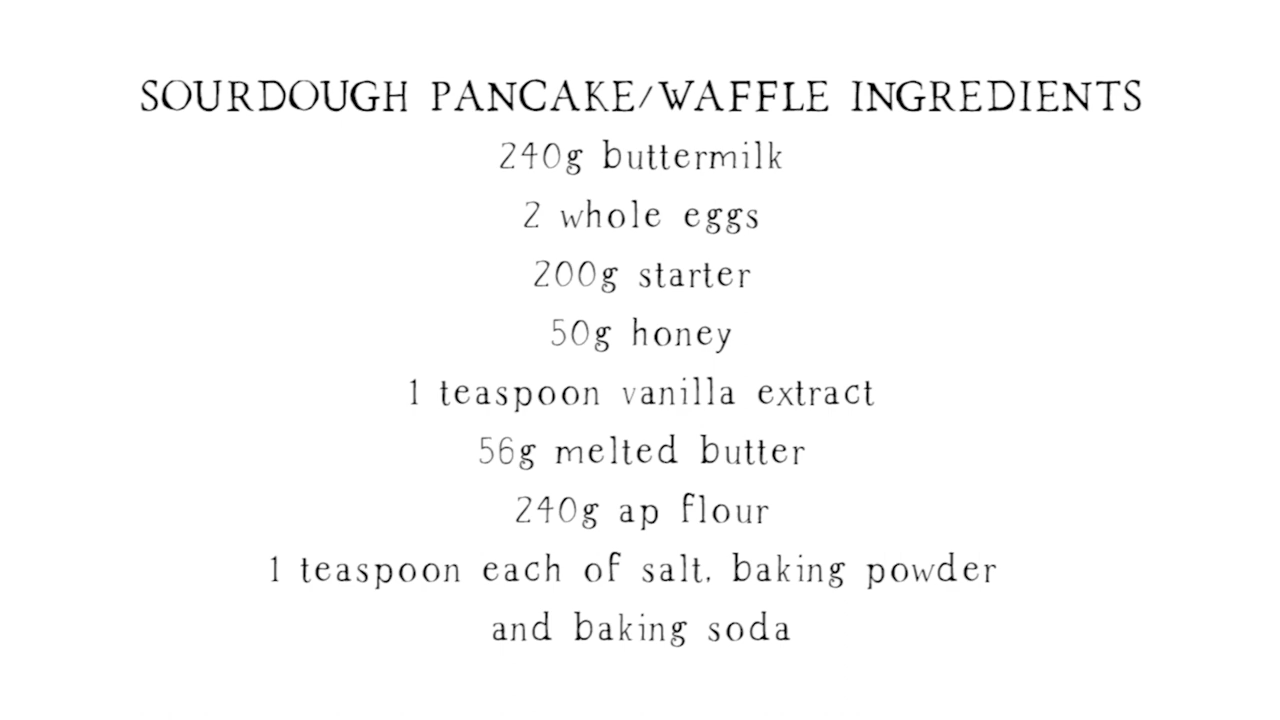 SOURDOUGH PANCAKE/WAFFLE INGREDIENTS
240g buttermilk
2 whole eggs
200g starter
50g honey
1 teaspoon vanilla extract
56g melted butter
240g ap flour
1 teaspoon each of salt, baking powder
and baking soda